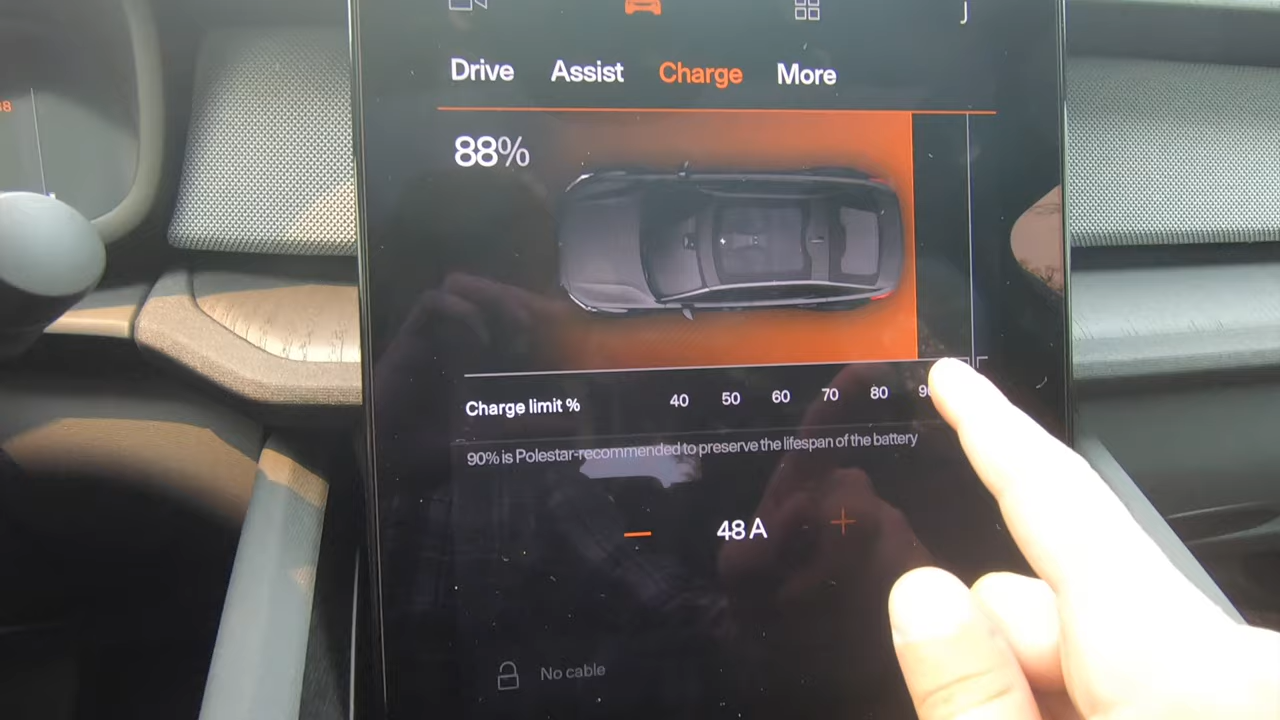 Drive Assist Charge More
88%
Charge limit % 40 50 60 70 80
90% is Polestar-recommended to preserve the lifespan of the battery
48 A
No cable